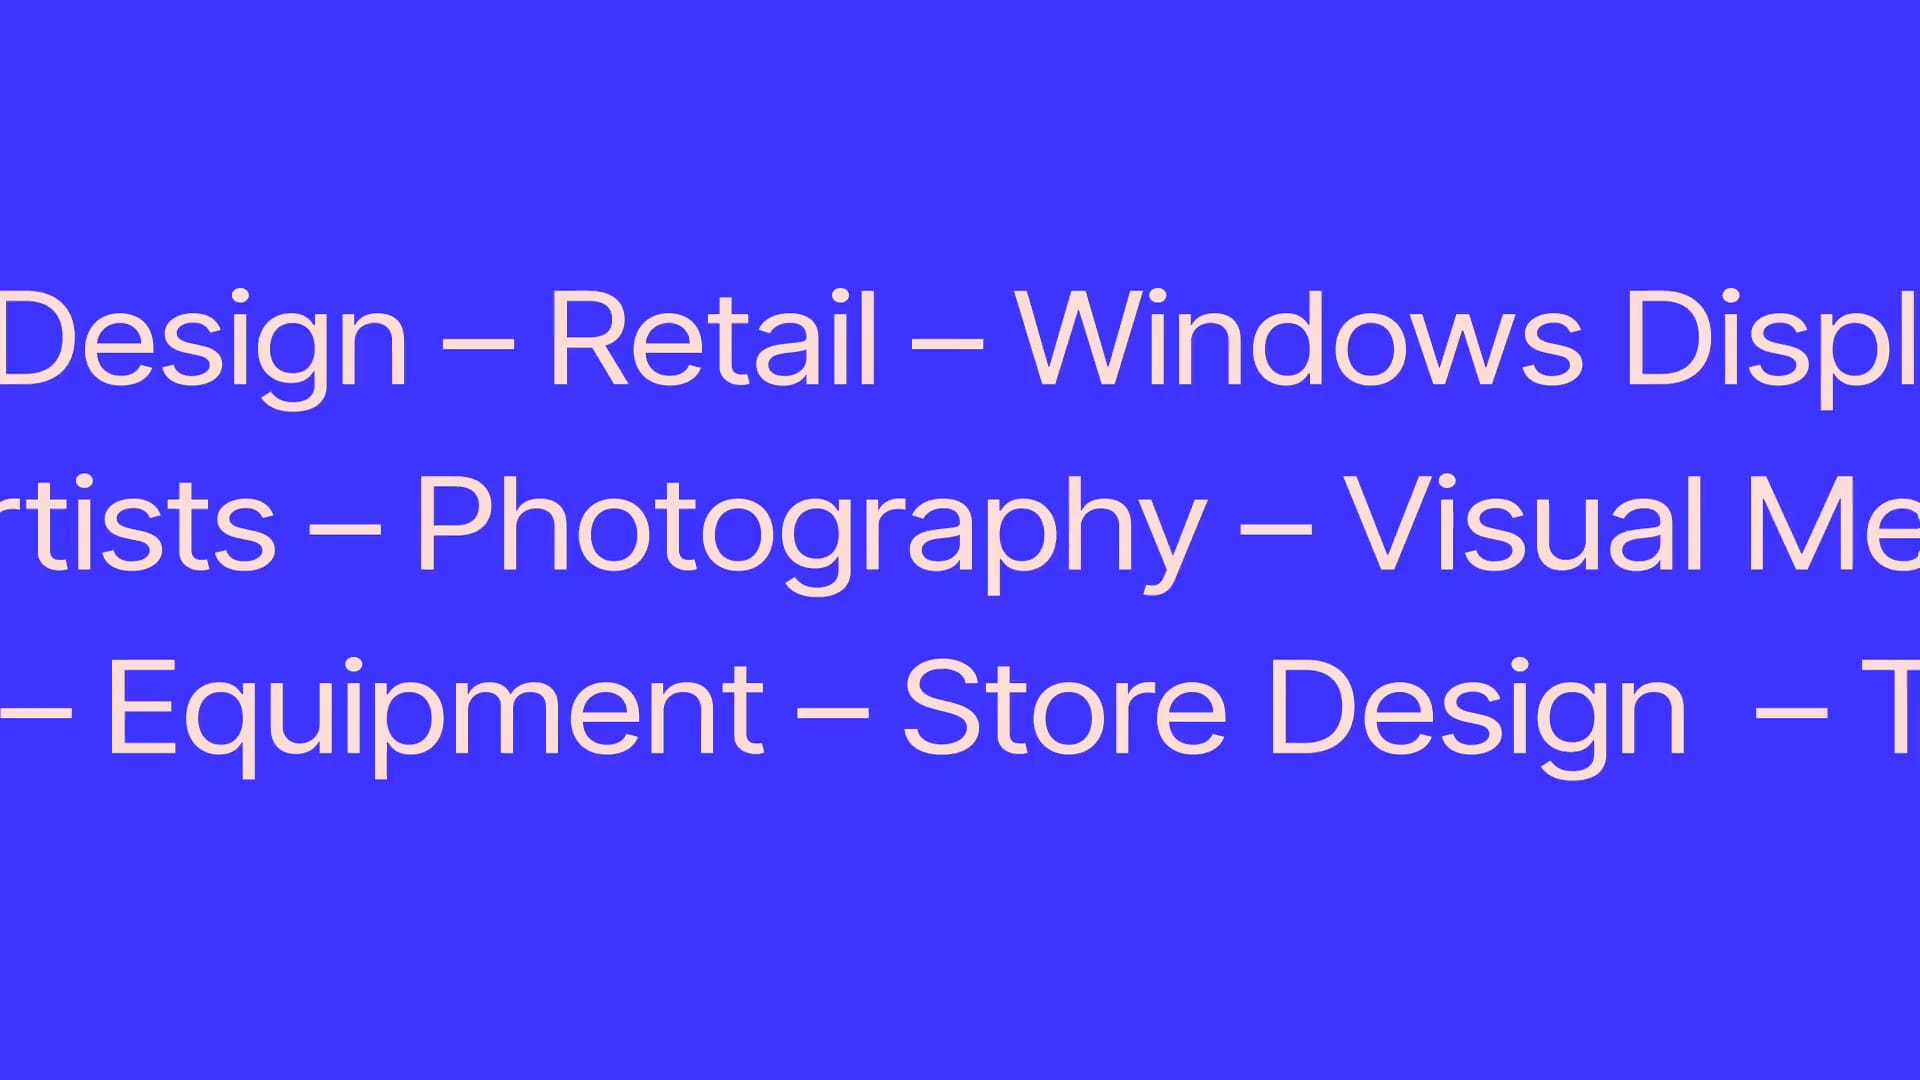 Design – Retail – Windows Displ
rtists – Photography – Visual Me
– Equipment – Store Design – T